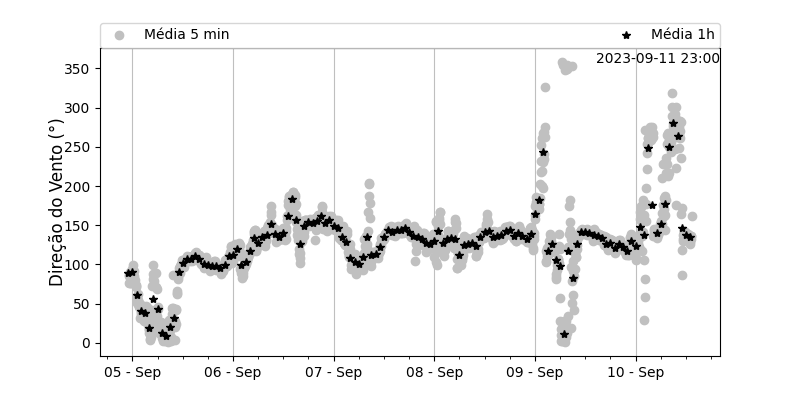 Média 5 min
Média 1h
2023-09-11 23:00
Direção do Vento (°)
350
300
250
200
150
100
50
0
05 - Sep
06 - Sep
07 - Sep
08 - Sep
09 - Sep
10 - Sep